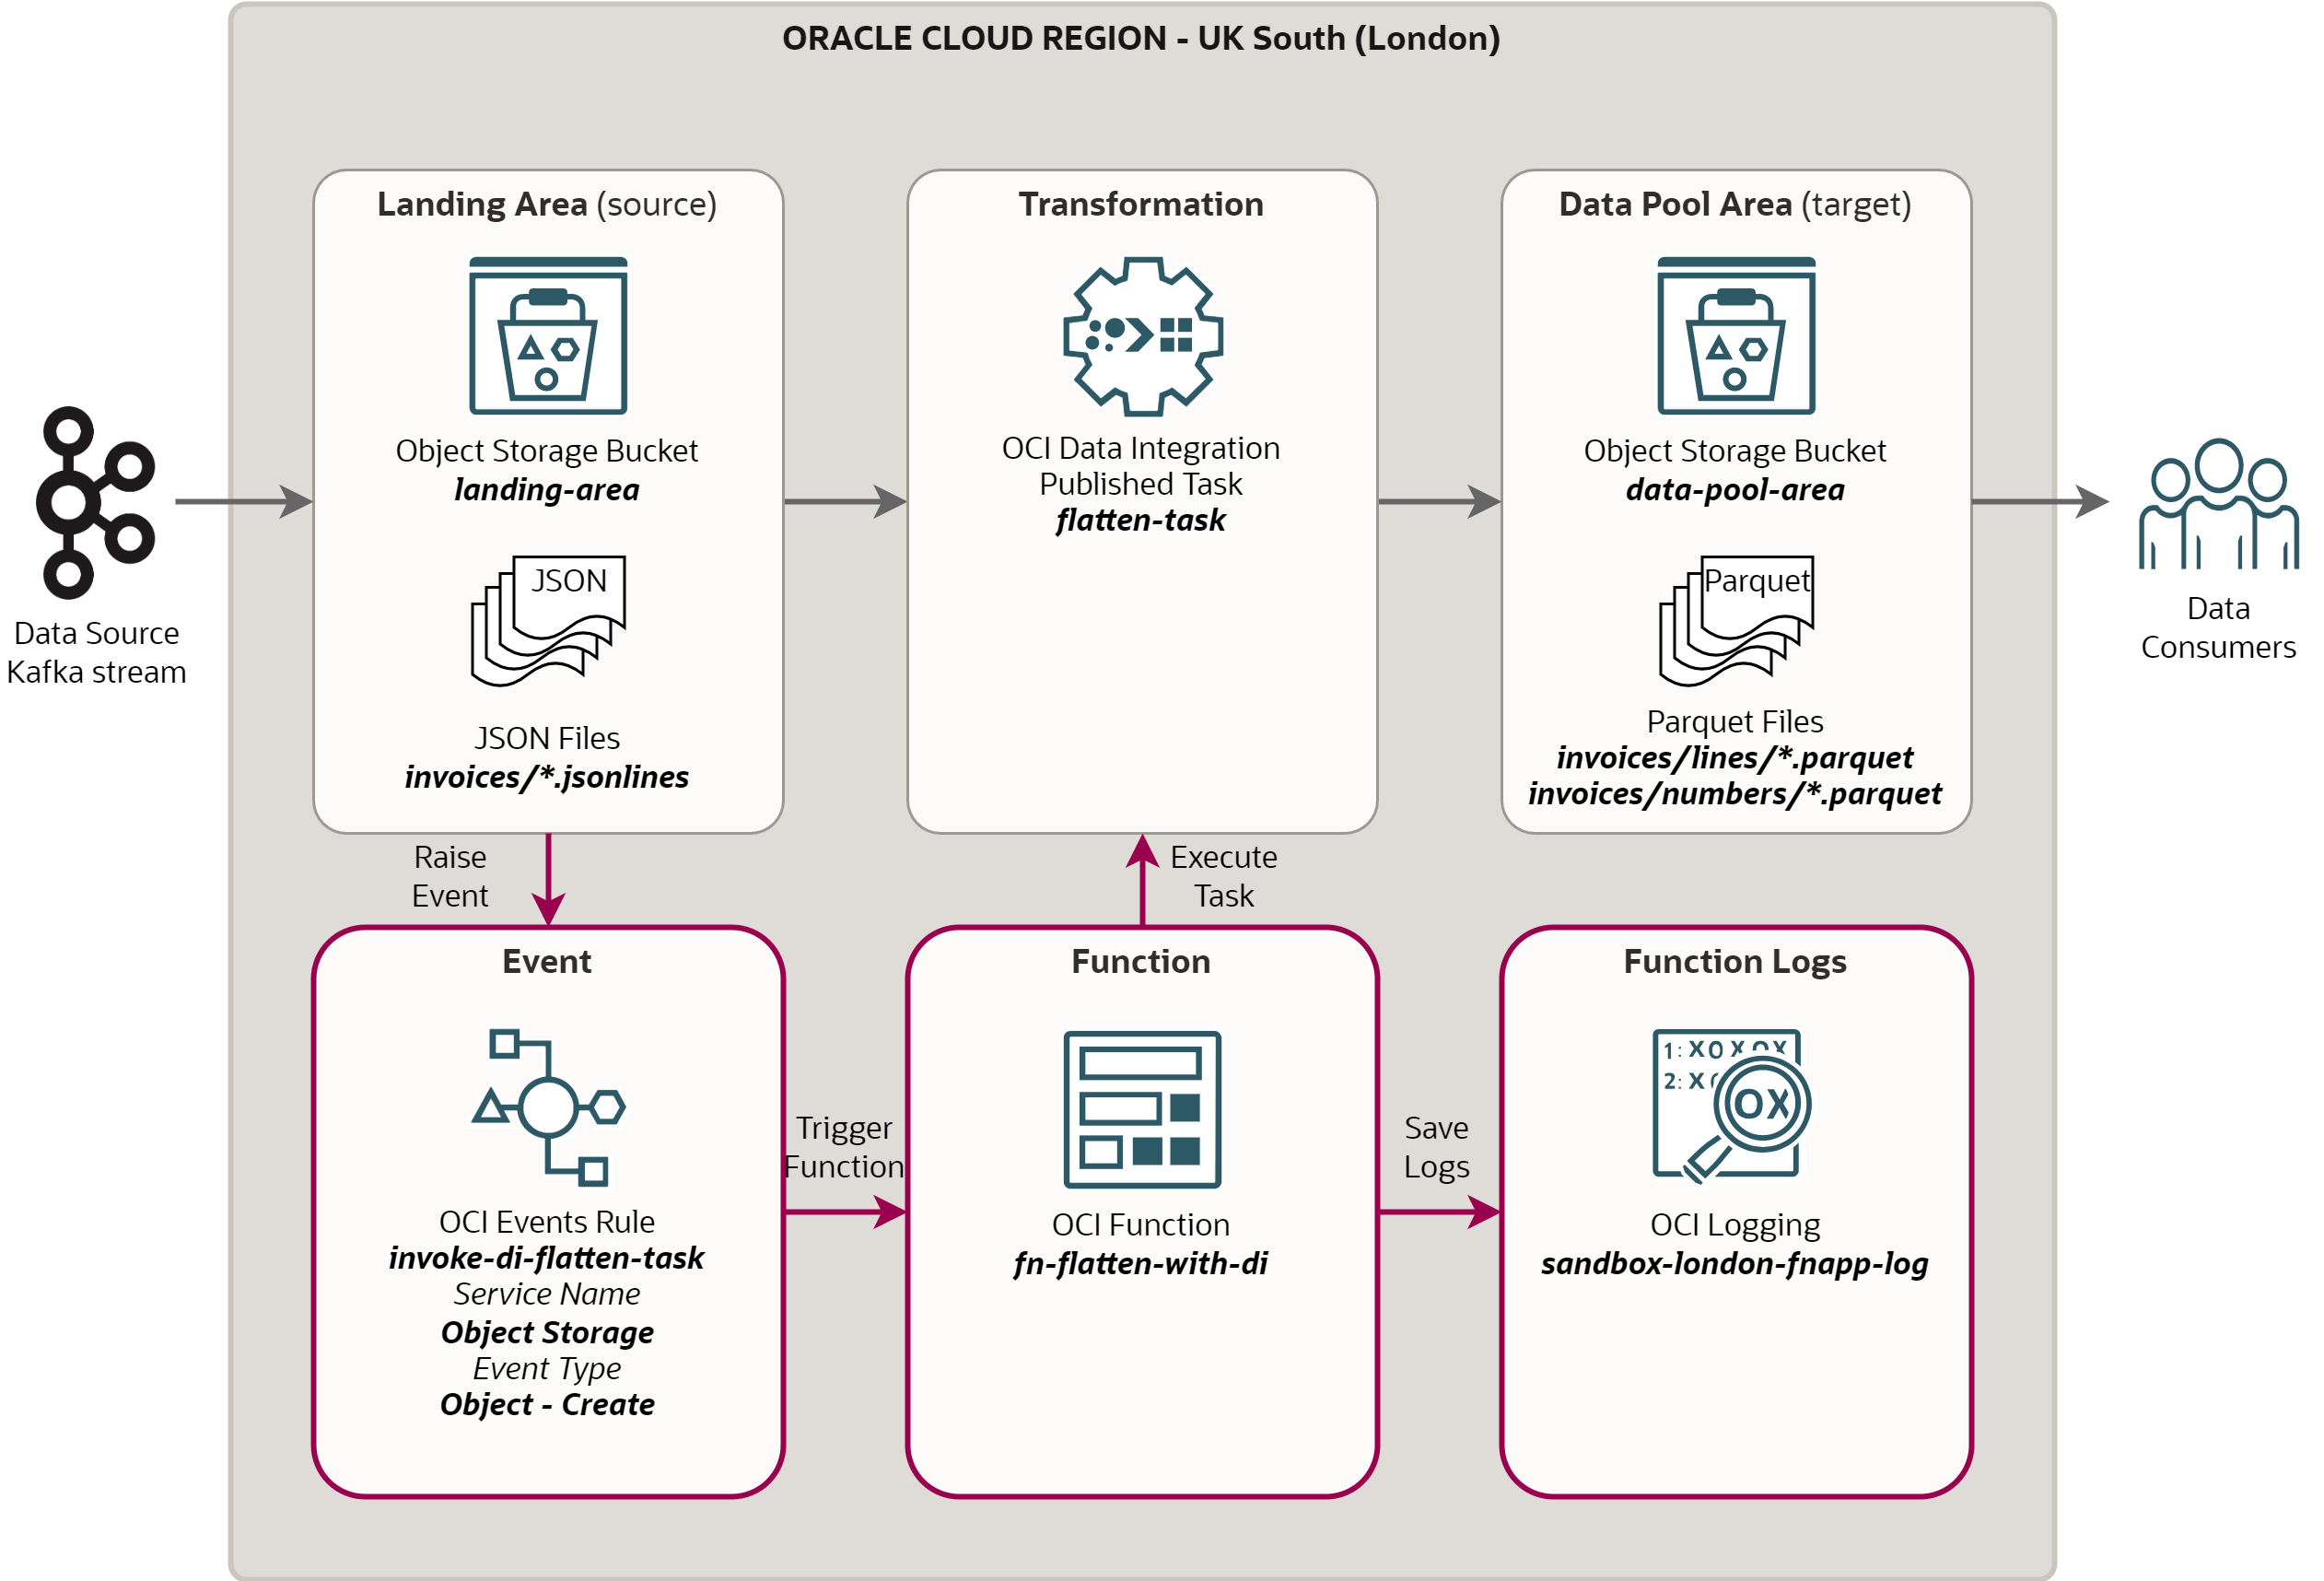 ORACLE CLOUD REGION - UK South (London)
Landing Area (source)
Object Storage Bucket
landing-area
JSON
JSON Files
invoices/*.jsonlines
Transformation
OCI Data Integration
Published Task
flatten-task
Data Pool Area (target)
Object Storage Bucket
data-pool-area
Parquet
Parquet Files
invoices/lines/*.parquet
invoices/numbers/*.parquet
Data Source
Kafka stream
Data
Consumers
Raise
Event
Execute
Task
Event
OCI Events Rule
invoke-di-flatten-task
Service Name
Object Storage
Event Type
Object - Create
Trigger
Function
Function
OCI Function
fn-flatten-with-di
Save
Logs
Function Logs
1: XOXOX
2: X
OX
OCI Logging
sandbox-london-fnapp-log